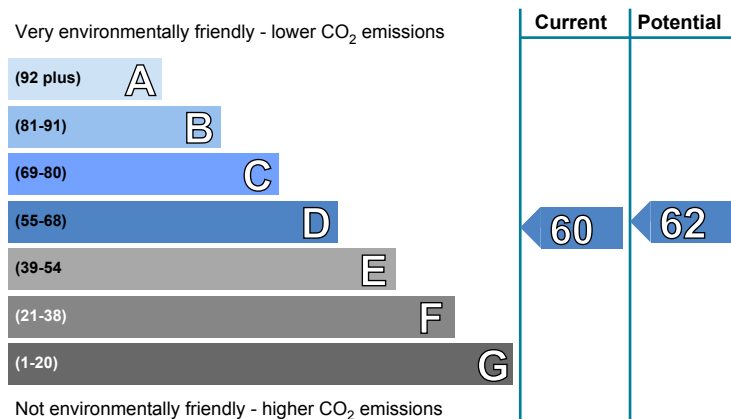 Very environmentally friendly - lower CO2 emissions
Current
Potential
(92 plus) A
(81-91) B
(69-80) C
(55-68) D
60
62
(39-54 E
(21-38) F
(1-20) G
Not environmentally friendly - higher CO2 emissions